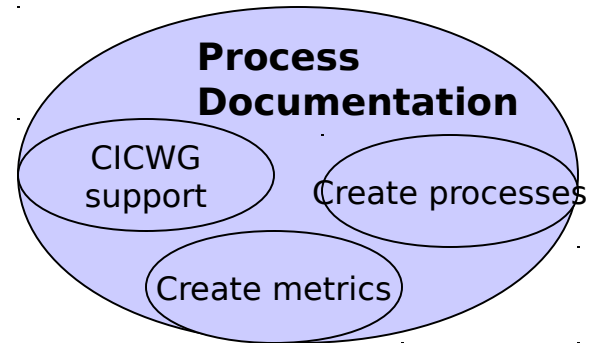 Process
Documentation
CICWG
support
Create processes
Create metrics